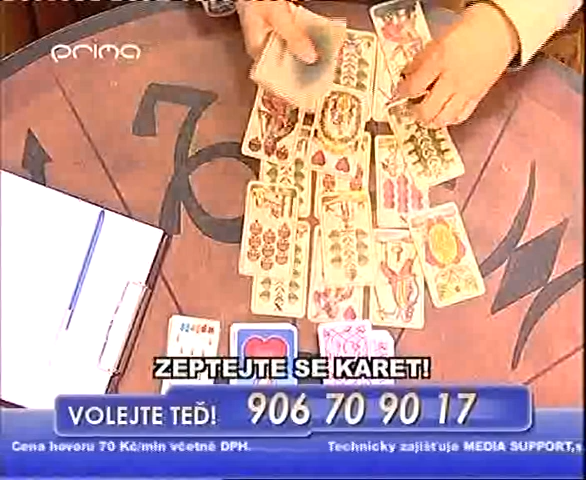 prima
ZEPTEJTE SE KARET!
VOLEJTE TEĎ! 906 70 90 17
Cena hovoru 70 Kč/min včetně DPH. Technicky zajišťuje MEDIA SUPPORT,s